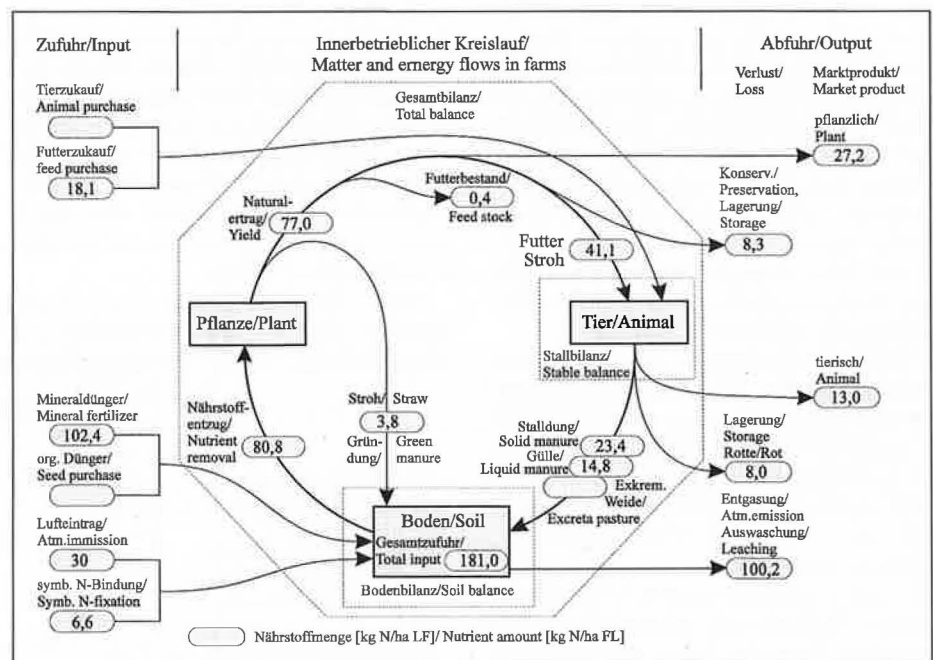 Zufuhr/Input
Innerbetrieblicher Kreislauf/
Matter and ernergy flows in farms
Abfuhr/Output
Verlust/
Loss
Marktprodukt/
Market product
Tierzukauf/
Animal purchase
Futterzukauf/
feed purchase
18,1
Gesamtbilanz/
Total balance
pflanzlich/
Plant
27,2
Konserv./
Preservation,
Lagerung/
Storage
8,3
Natural-
ertrag/
Yield
77,0
Futterbestand/
0,4
Feed stock
Futter
Stroh
41,1
Pflanze/Plant
Tier/Animal
Stallbilanz/
Stable balance
tierisch/
Animal
13,0
Mineraldünger/
Mineral fertilizer
102,4
org. Dünger/
Seed purchase
Nährstoff-
entzug/
Nutrient
removal
80,8
Stroh/ Straw
3,8
Grün- Green
dung/ manure
Stalldung/
Solid manure
23,4
Gülle/
Liquid manure
14,8
Exkrem.
Weide/
Excreta pasture
Lagerung/
Storage
Rotte/Rot
8,0
Lufteintrag/
Atm.immission
30
symb. N-Bindung/
Symb. N-fixation
6,6
Boden/Soil
Gesamtzufuhr/
Total input
181,0
Bodenbilanz/Soil balance
Entgasung/
Atm.emission
Auswaschung/
Leaching
100,2
Nährstoffmenge [kg N/ha LF]/ Nutrient amount [kg N/ha FL]